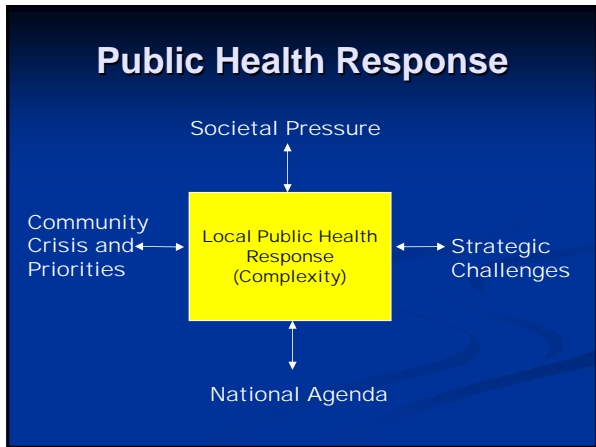 Public Health Response
Societal Pressure
Community
Crisis and
Priorities
Local Public Health
Response
(Complexity)
Strategic
Challenges
National Agenda